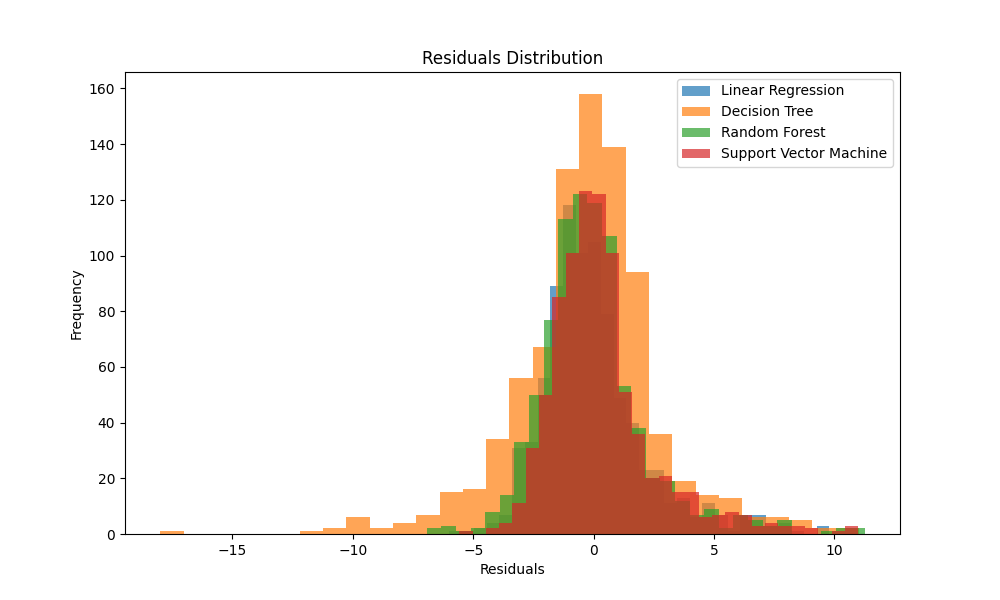 Residuals Distribution
Linear Regression
Decision Tree
Random Forest
Support Vector Machine
Frequency
160
140
120
100
80
60
40
20
0
−15
−10
−5
0
5
10
Residuals